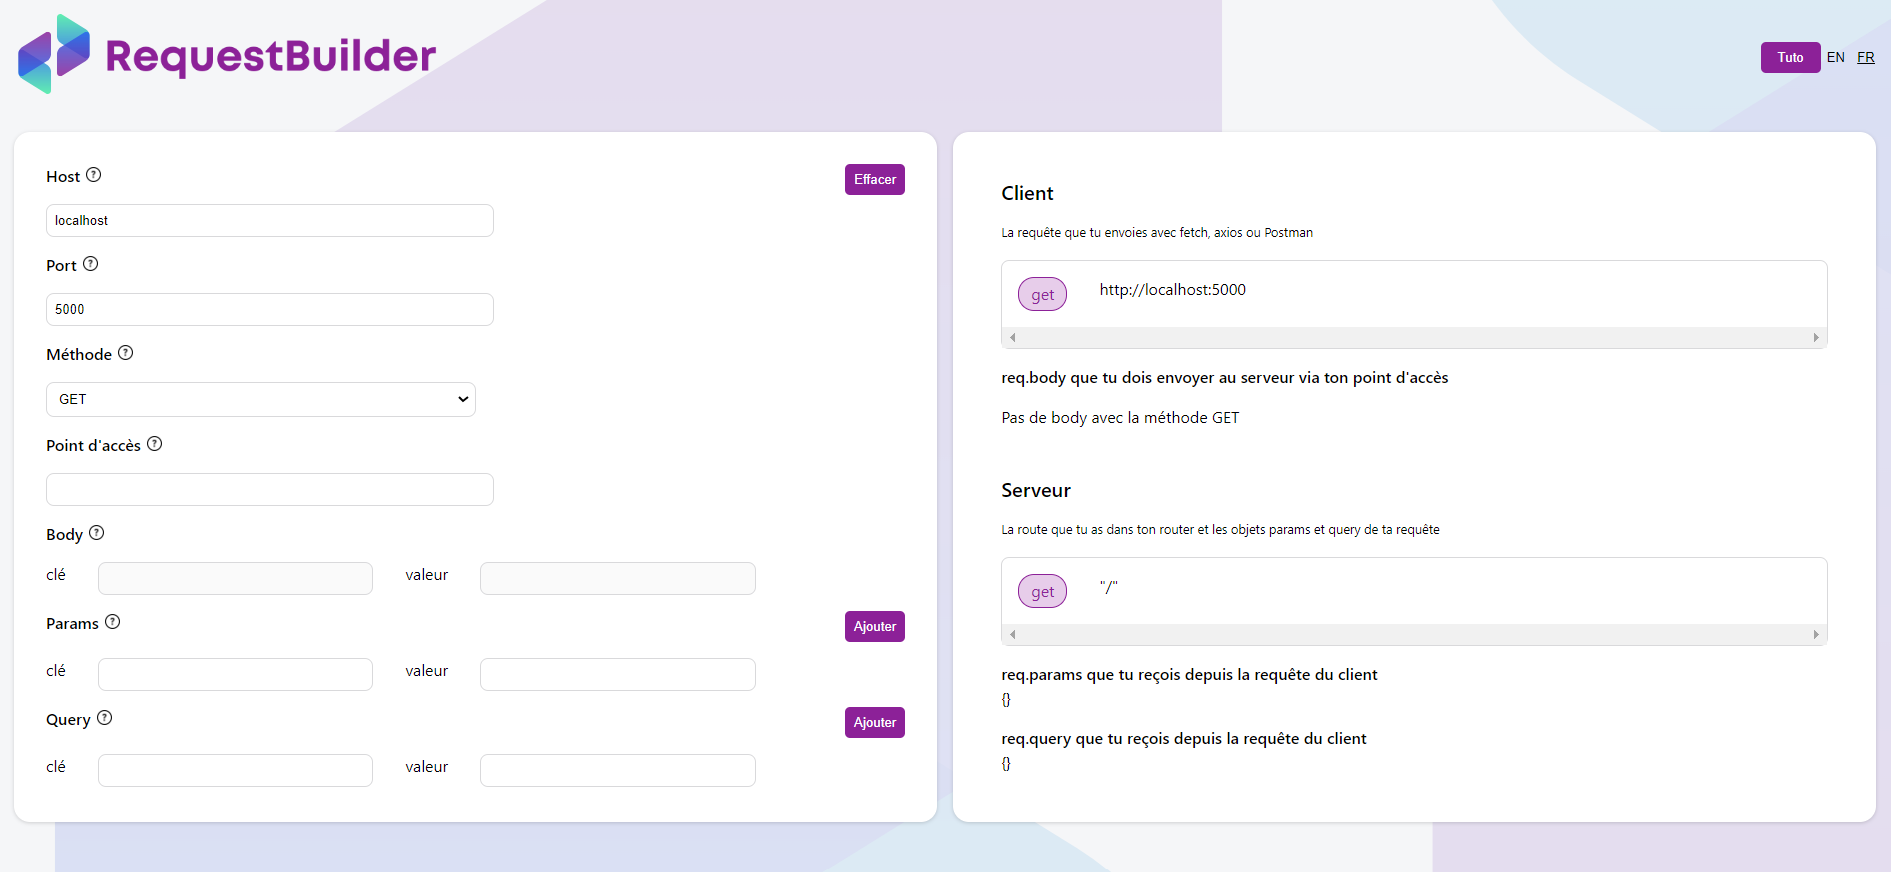 RequestBuilder
Tuto EN FR
Host ?
Effacer
localhost
Port ?
5000
Méthode ?
GET
Point d'accès ?
Body ?
clé valeur
Params ?
Ajouter
clé valeur
Query ?
Ajouter
clé valeur
Client
La requête que tu envoies avec fetch, axios ou Postman
get http://localhost:5000
req.body que tu dois envoyer au serveur via ton point d'accès
Pas de body avec la méthode GET
Serveur
La route que tu as dans ton router et les objets params et query de ta requête
get "/"
req.params que tu reçois depuis la requête du client
{}
req.query que tu reçois depuis la requête du client
{}